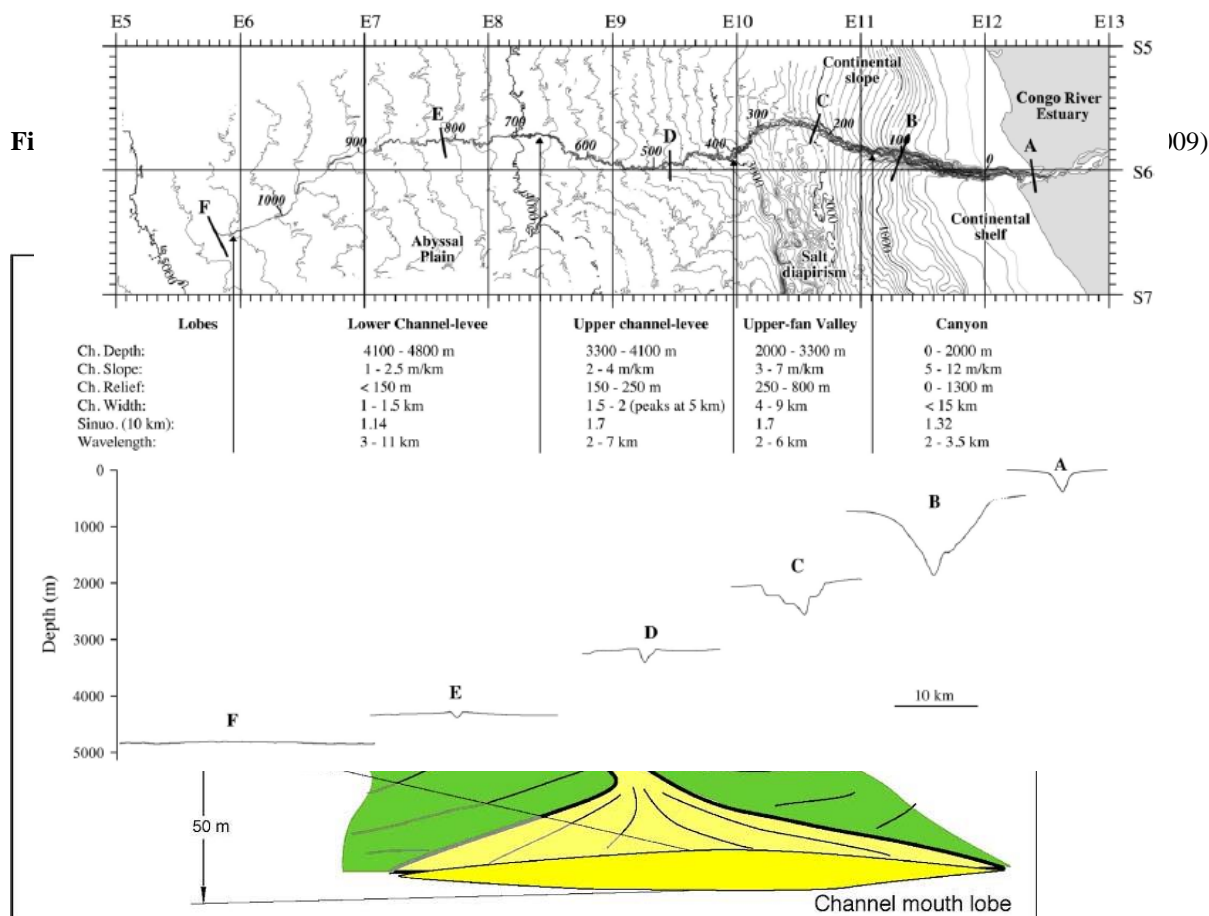 E5 E6 E7 E8 E9 E10 E11 E12 E13
S5
Continental
slope
Congo River
Estuary
Fi
009)
F
1000
900
E
800
700
600
500
D
400
300
C
200
B
100
0
A
S6
3000
4000
2000
1000
5000
Abyssal
Plain
Salt
diapirism
Continental
shelf
S7
Lobes Lower Channel-levee Upper channel-levee Upper-fan Valley Canyon
Ch. Depth: 4100 - 4800 m 3300 - 4100 m 2000 - 3300 m 0 - 2000 m
Ch. Slope: 1 - 2.5 m/km 2 - 4 m/km 3 - 7 m/km 5 - 12 m/km
Ch. Relief: < 150 m 150 - 250 m 250 - 800 m 0 - 1300 m
Ch. Width: 1 - 1.5 km 1.5 - 2 (peaks at 5 km) 4 - 9 km < 15 km
Sinuo. (10 km): 1.14 1.7 1.7 1.32
Wavelength: 3 - 11 km 2 - 7 km 2 - 6 km 2 - 3.5 km
Depth (m)
0
1000
2000
3000
4000
5000
A
B
C
D
E
F
10 km
50 m
Channel mouth lobe